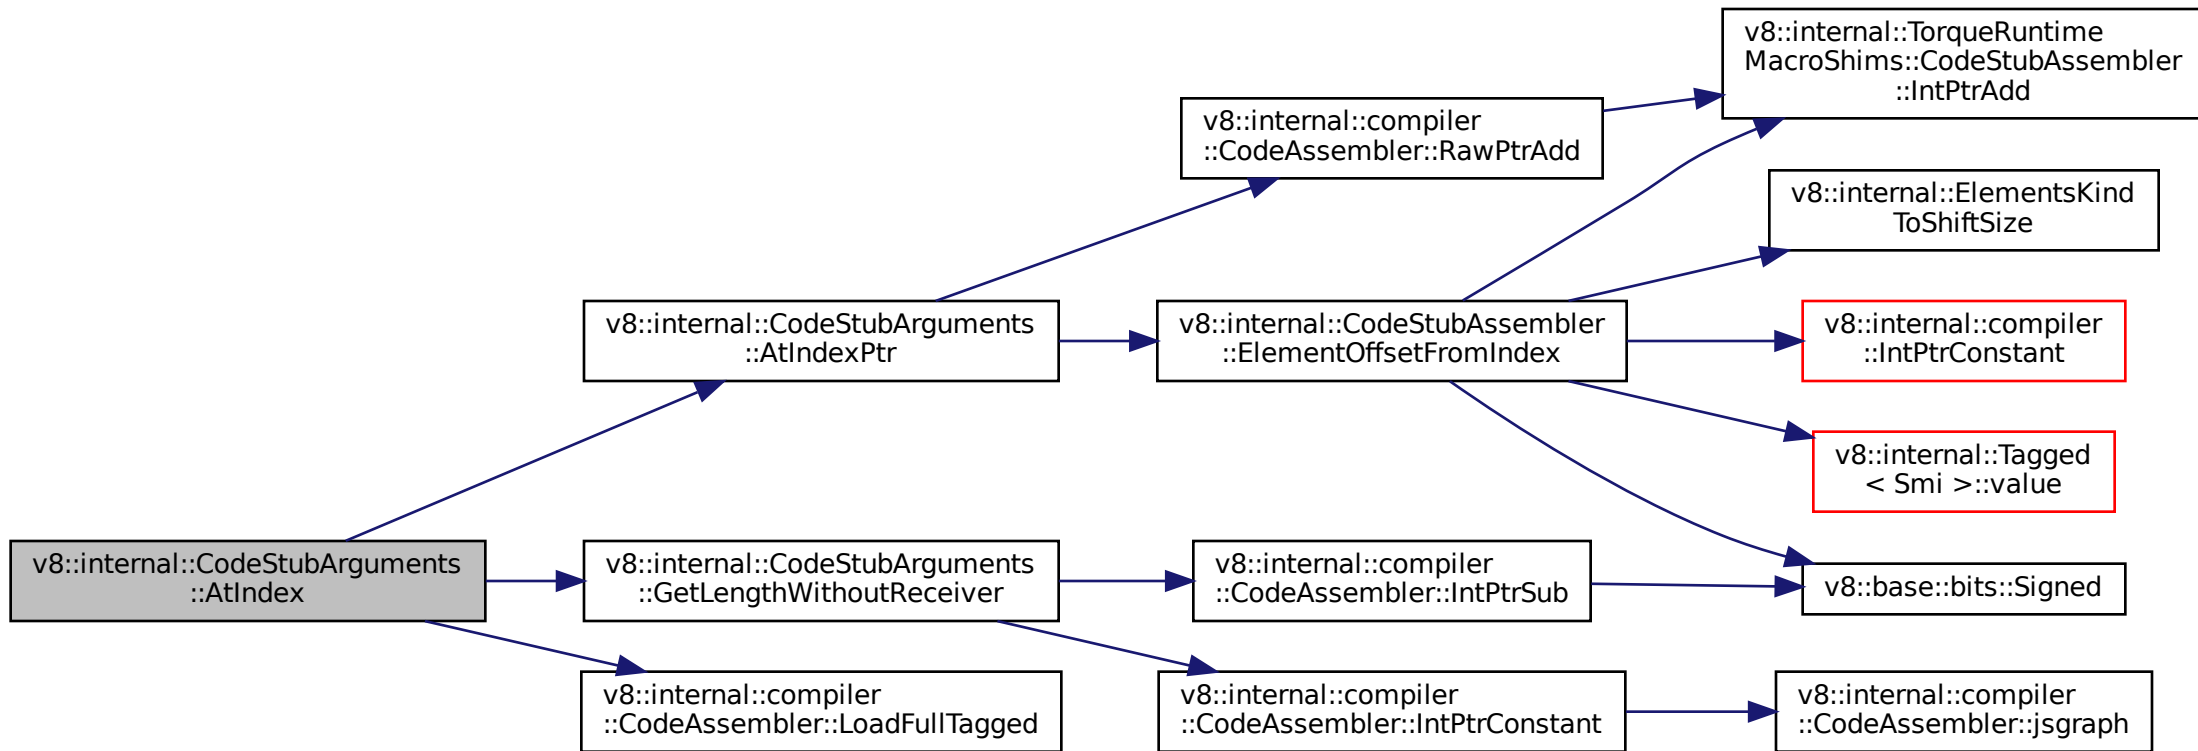 v8::internal::TorqueRuntime
MacroShims::CodeStubAssembler
::IntPtrAdd
v8::internal::compiler
::CodeAssembler::RawPtrAdd
v8::internal::ElementsKind
ToShiftSize
v8::internal::CodeStubArguments
::AtIndexPtr
v8::internal::CodeStubAssembler
::ElementOffsetFromIndex
v8::internal::compiler
::IntPtrConstant
v8::internal::Tagged
< Smi >::value
v8::internal::CodeStubArguments
::AtIndex
v8::internal::CodeStubArguments
::GetLengthWithoutReceiver
v8::internal::compiler
::CodeAssembler::IntPtrSub
v8::base::bits::Signed
v8::internal::compiler
::CodeAssembler::LoadFullTagged
v8::internal::compiler
::CodeAssembler::IntPtrConstant
v8::internal::compiler
::CodeAssembler::jsgraph